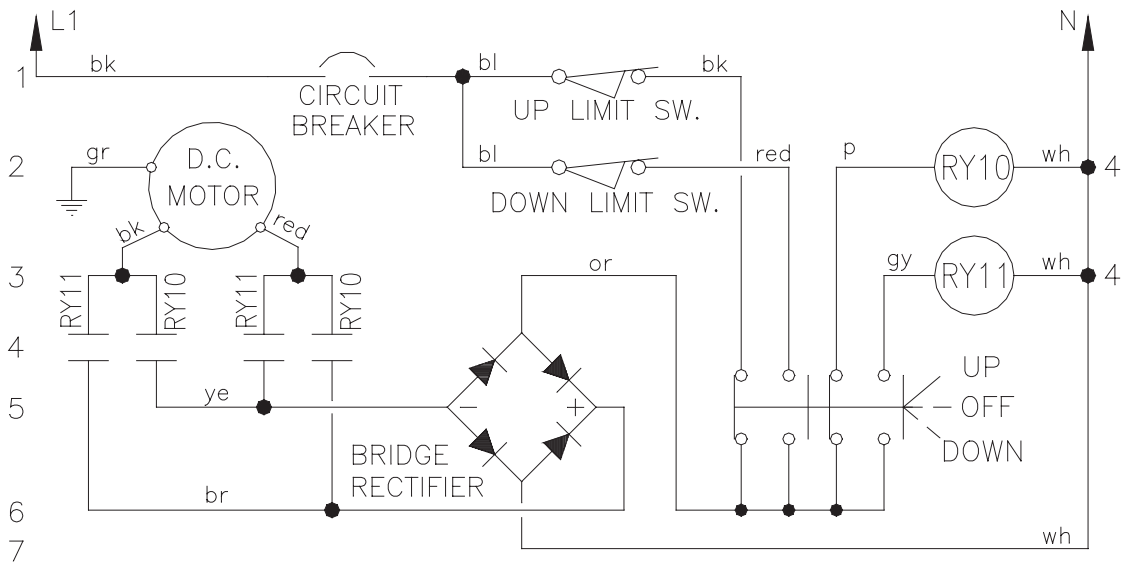 L1
N
1
bk
CIRCUIT
BREAKER
bl
UP LIMIT SW.
bk
2
gr
D.C.
MOTOR
bl
DOWN LIMIT SW.
red
p
RY10
wh
4
bk
red
3
RY11
RY10
RY11
RY10
or
gy
RY11
wh
4
4
5
ye
−
+
UP
OFF
DOWN
BRIDGE
RECTIFIER
6
br
7
wh